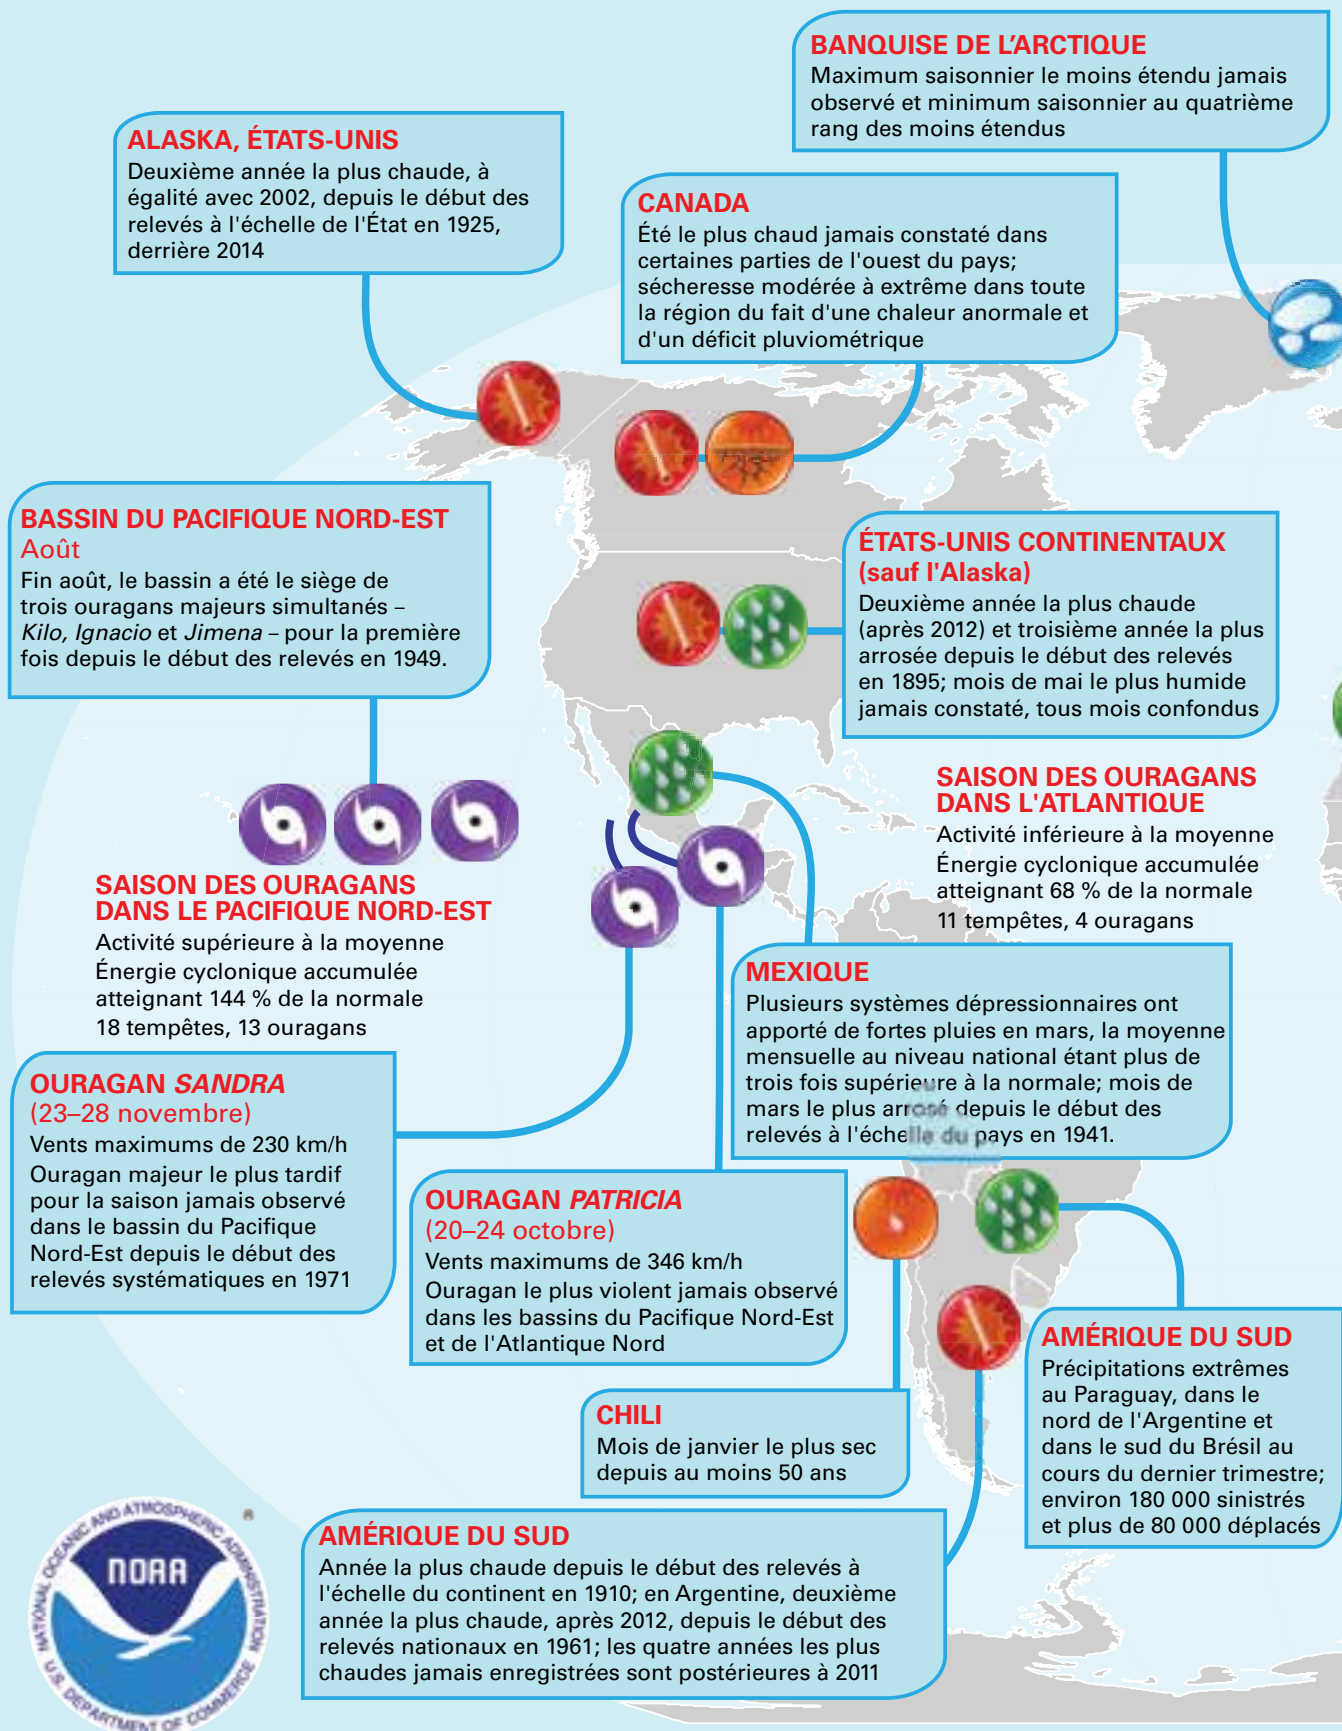 BANQUISE DE L'ARCTIQUE
Maximum saisonnier le moins étendu jamais
observé et minimum saisonnier au quatrième
rang des moins étendus
ALASKA, ÉTATS-UNIS
Deuxième année la plus chaude, à
égalité avec 2002, depuis le début des
relevés à l'échelle de l'État en 1925,
derrière 2014
CANADA
Été le plus chaud jamais constaté dans
certaines parties de l'ouest du pays;
sécheresse modérée à extrême dans toute
la région du fait d'une chaleur anormale et
d'un déficit pluviométrique
BASSIN DU PACIFIQUE NORD-EST
Août
Fin août, le bassin a été le siège de
trois ouragans majeurs simultanés –
Kilo, Ignacio et Jimena – pour la première
fois depuis le début des relevés en 1949.
ÉTATS-UNIS CONTINENTAUX
(sauf l'Alaska)
Deuxième année la plus chaude
(après 2012) et troisième année la plus
arrosée depuis le début des relevés
en 1895; mois de mai le plus humide
jamais constaté, tous mois confondus
SAISON DES OURAGANS
DANS L'ATLANTIQUE
Activité inférieure à la moyenne
Énergie cyclonique accumulée
atteignant 68 % de la normale
11 tempêtes, 4 ouragans
SAISON DES OURAGANS
DANS LE PACIFIQUE NORD-EST
Activité supérieure à la moyenne
Énergie cyclonique accumulée
atteignant 144 % de la normale
18 tempêtes, 13 ouragans
MEXIQUE
Plusieurs systèmes dépressionnaires ont
apporté de fortes pluies en mars, la moyenne
mensuelle au niveau national étant plus de
trois fois supérieure à la normale; mois de
mars le plus arrosé depuis le début des
relevés à l'échelle du pays en 1941.
OURAGAN SANDRA
(23–28 novembre)
Vents maximums de 230 km/h
Ouragan majeur le plus tardif
pour la saison jamais observé
dans le bassin du Pacifique
Nord-Est depuis le début des
relevés systématiques en 1971
OURAGAN PATRICIA
(20–24 octobre)
Vents maximums de 346 km/h
Ouragan le plus violent jamais observé
dans les bassins du Pacifique Nord-Est
et de l'Atlantique Nord
AMÉRIQUE DU SUD
Précipitations extrêmes
au Paraguay, dans le
nord de l'Argentine et
dans le sud du Brésil au
cours du dernier trimestre;
environ 180 000 sinistrés
et plus de 80 000 déplacés
CHILI
Mois de janvier le plus sec
depuis au moins 50 ans
AMÉRIQUE DU SUD
Année la plus chaude depuis le début des relevés à
l'échelle du continent en 1910; en Argentine, deuxième
année la plus chaude, après 2012, depuis le début des
relevés nationaux en 1961; les quatre années les plus
chaudes jamais enregistrées sont postérieures à 2011
NATIONAL OCEANIC AND ATMOSPHERIC ADMINISTRATION
NOAA
U.S. DEPARTMENT OF COMMERCE
®